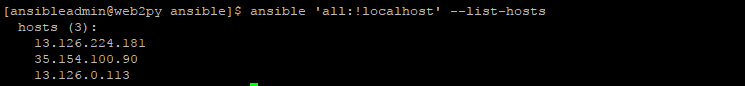 [ansibleadmin@web2py ansible]$ ansible 'all:!localhost' --list-hosts
hosts (3):
13.126.224.181
35.154.100.90
13.126.0.113